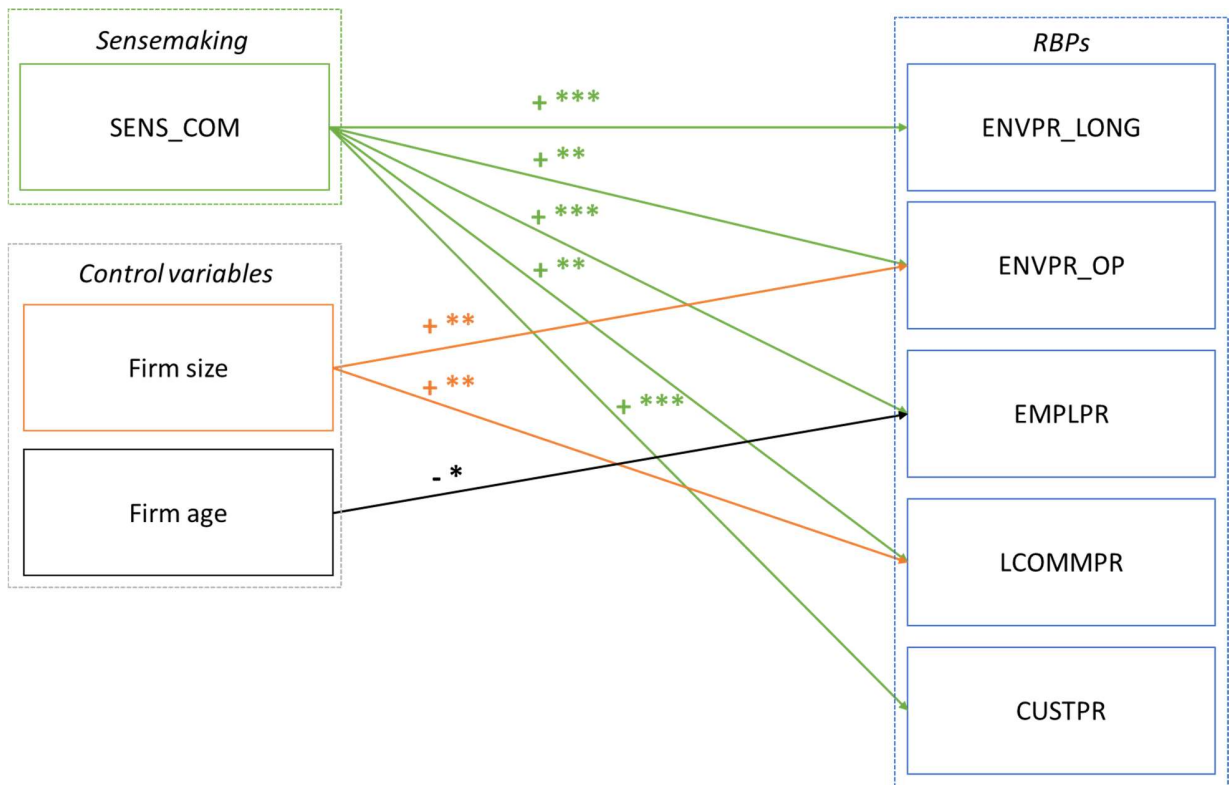 Sensemaking
SENS_COM
Control variables
Firm size
Firm age
+ ***
+ **
+ ***
+ **
+ **
+ **
+ ***
- *
RBPs
ENVPR_LONG
ENVPR_OP
EMPLPR
LCOMMPR
CUSTPR